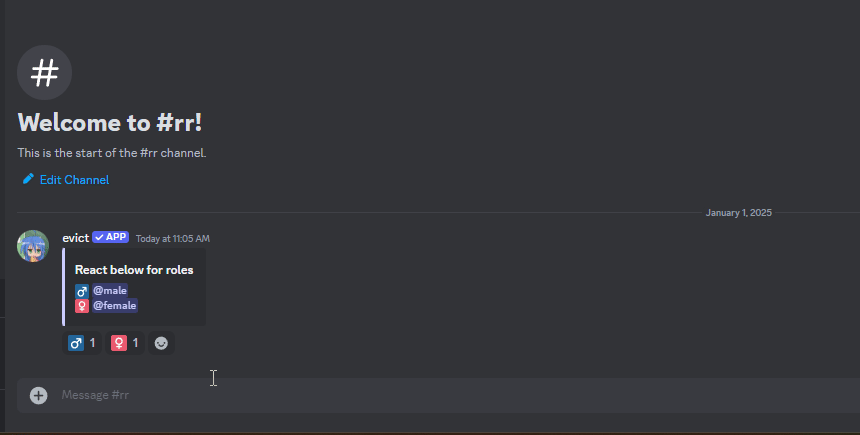 Welcome to #rr!
This is the start of the #rr channel.
Edit Channel
January 1, 2025
evict ✓ APP Today at 11:05 AM
React below for roles
♂ @male
♀ @female
♂ 1 ♀ 1
Message #rr